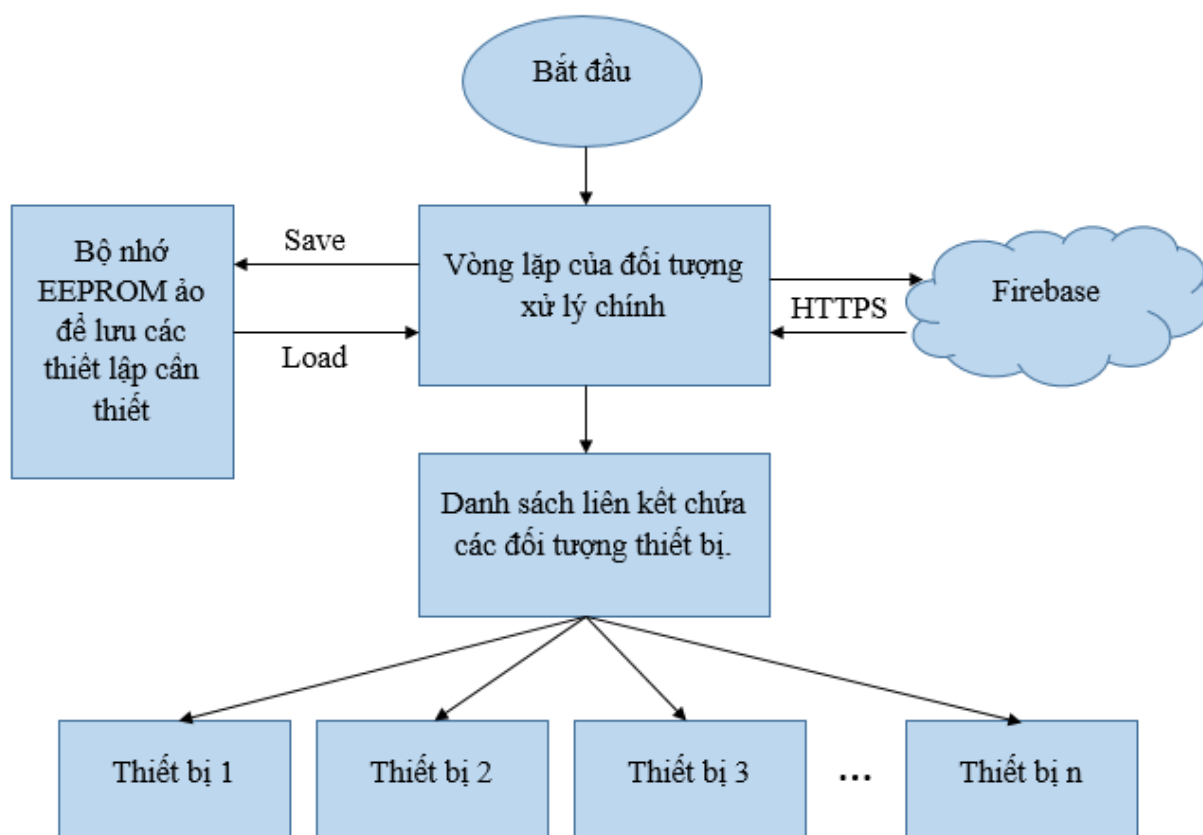 Bắt đầu
Bộ nhớ
EEPROM ảo
để lưu các
thiết lập cần
thiết
Save
Load
Vòng lặp của đối tượng
xử lý chính
HTTPS
Firebase
Danh sách liên kết chứa
các đối tượng thiết bị.
Thiết bị 1
Thiết bị 2
Thiết bị 3
...
Thiết bị n